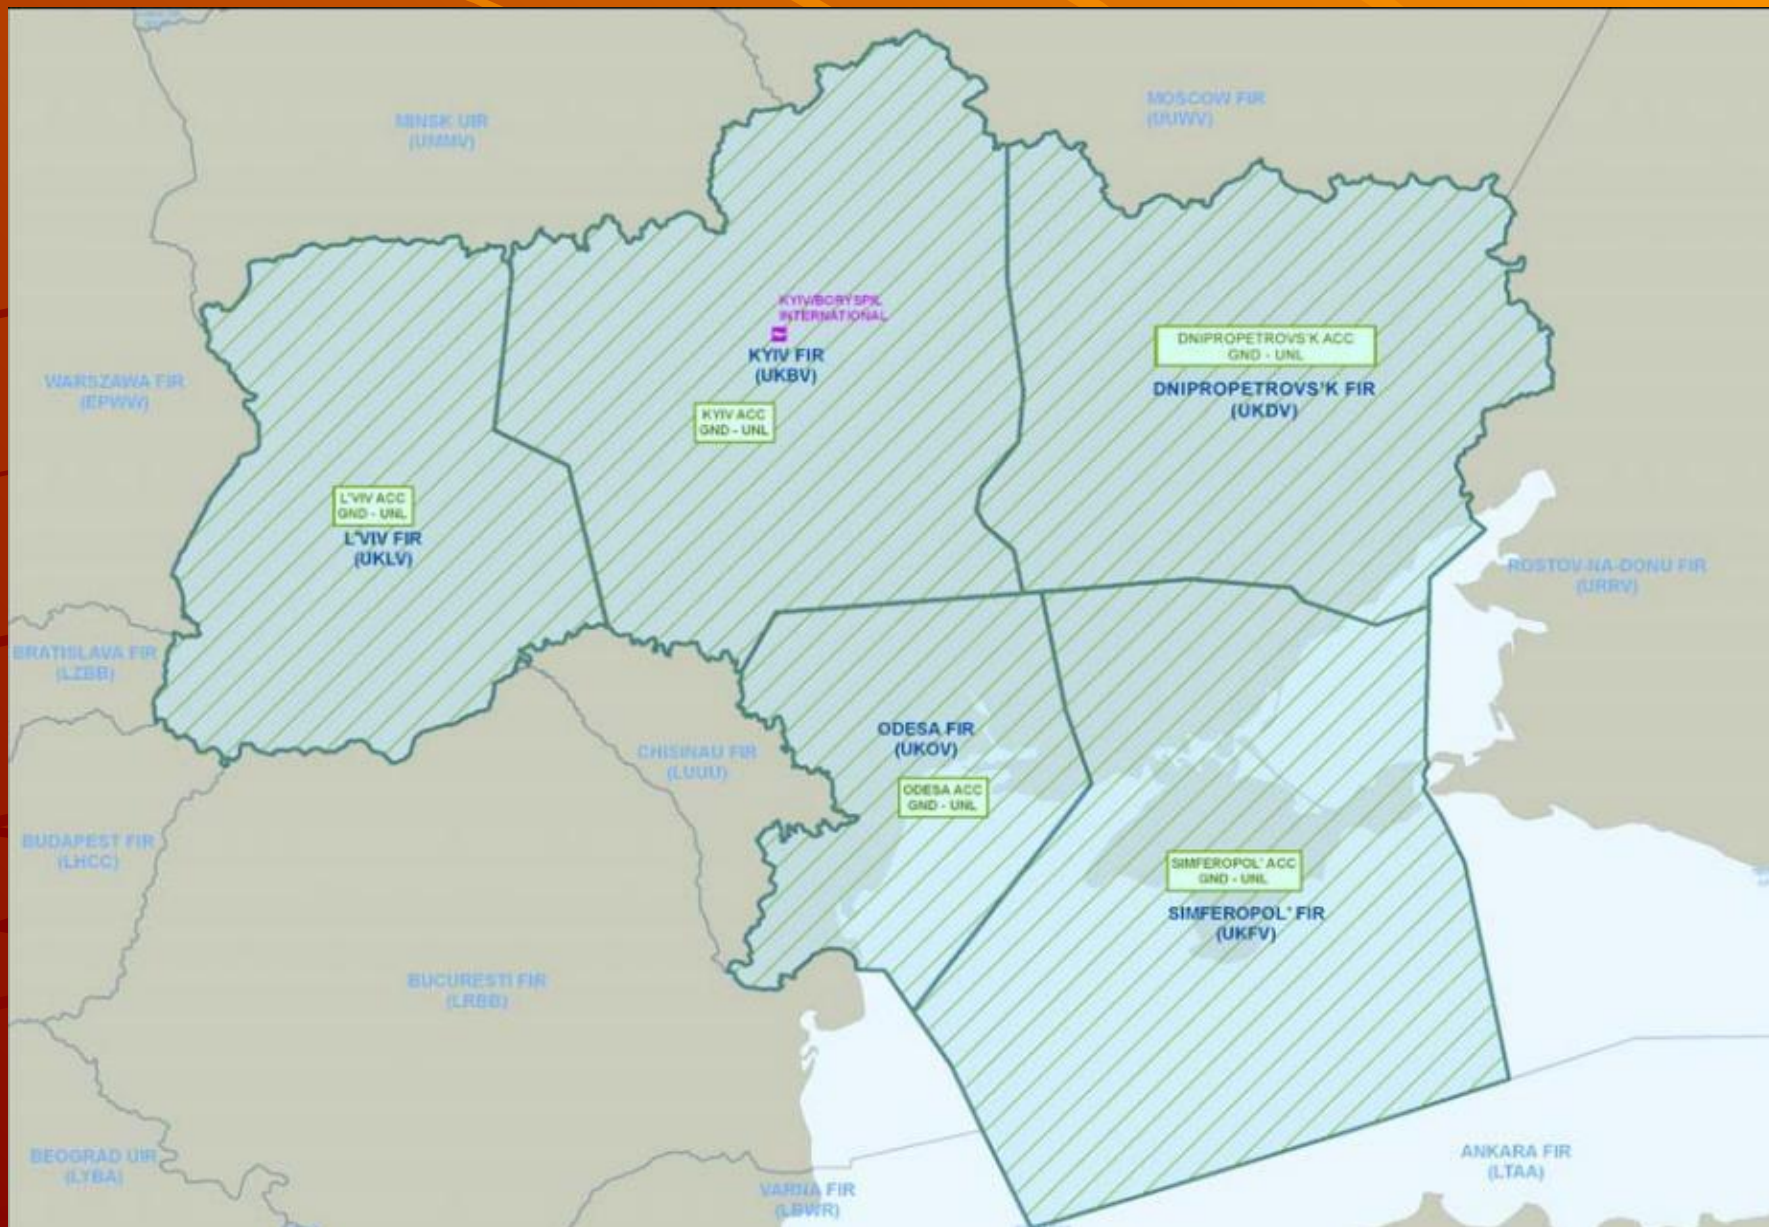 MINSK UIR
(UMMV)
MOSCOW FIR
(UUWV)
KYIV/BORYSPIL
INTERNATIONAL
KYIV FIR
(UKBV)
KYIV ACC
GND - UNL
DNIPROPETROVS'K ACC
GND - UNL
DNIPROPETROVS'K FIR
(UKDV)
WARSZAWA FIR
(EPWW)
L'VIV ACC
GND - UNL
L'VIV FIR
(UKLV)
ROSTOV-NA-DONU FIR
(URRV)
BRATISLAVA FIR
(LZBB)
CHISINAU FIR
(LUUU)
ODESA FIR
(UKOV)
ODESA ACC
GND - UNL
BUDAPEST FIR
(LHCC)
SIMFEROPOL' ACC
GND - UNL
SIMFEROPOL' FIR
(UKFV)
BUCURESTI FIR
(LRBB)
BEOGRAD UIR
(LYBA)
VARNA FIR
(LBWR)
ANKARA FIR
(LTAA)